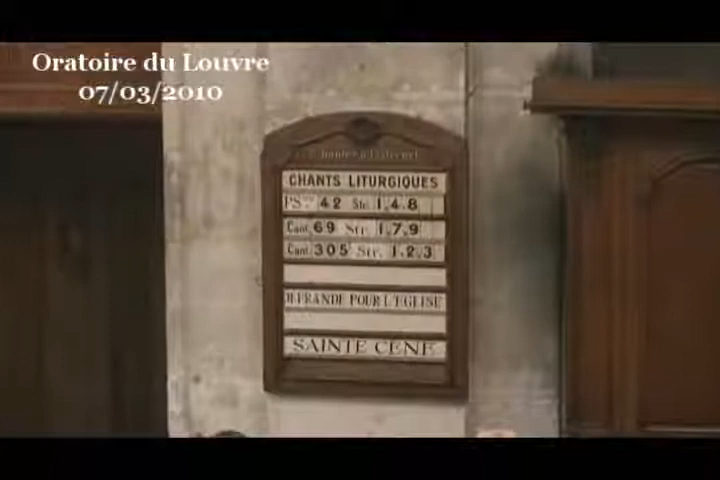 Oratoire du Louvre
07/03/2010
CHANTS LITURGIQUES
PS. 42 Str. 1.4.8
Cant. 69 Str. 1.7.9
Cant. 305 Str. 1.2.3
OFFRANDE POUR L'EGLISE
SAINTE CENE